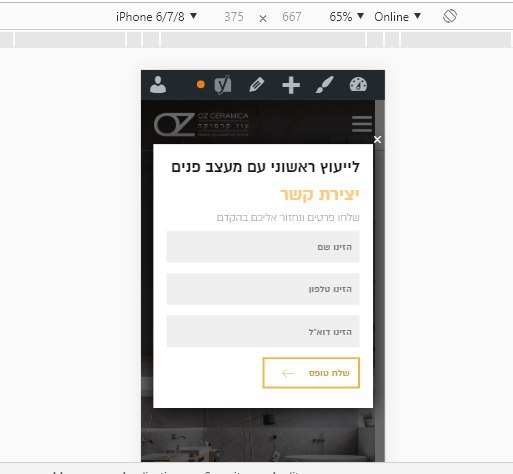 iPhone 6/7/8 ▼ 375 × 667 65% ▼ Online ▼
OZ CERAMICA
OZ
עוז קרמיקה
×
לייעוץ ראשוני עם מעצב פנים
יצירת קשר
שלחו פרטים ונחזור אליכם בהקדם
הזינו שם
הזינו טלפון
הזינו דוא"ל
שלח טופס